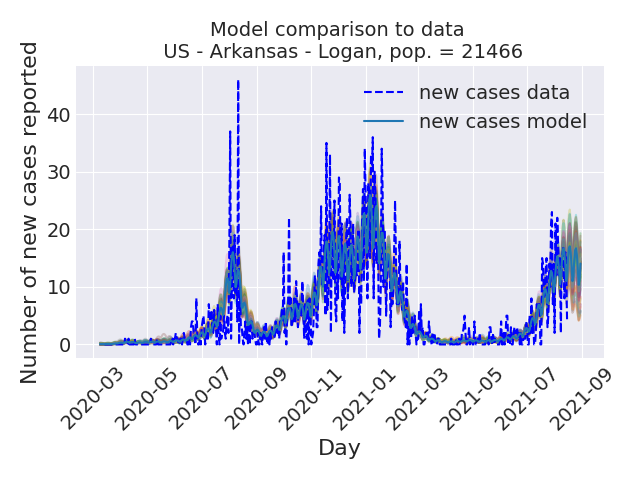 Model comparison to data
US - Arkansas - Logan, pop. = 21466
Number of new cases reported
40
30
20
10
0
new cases data
new cases model
2020-03
2020-05
2020-07
2020-09
2020-11
2021-01
2021-03
2021-05
2021-07
2021-09
Day